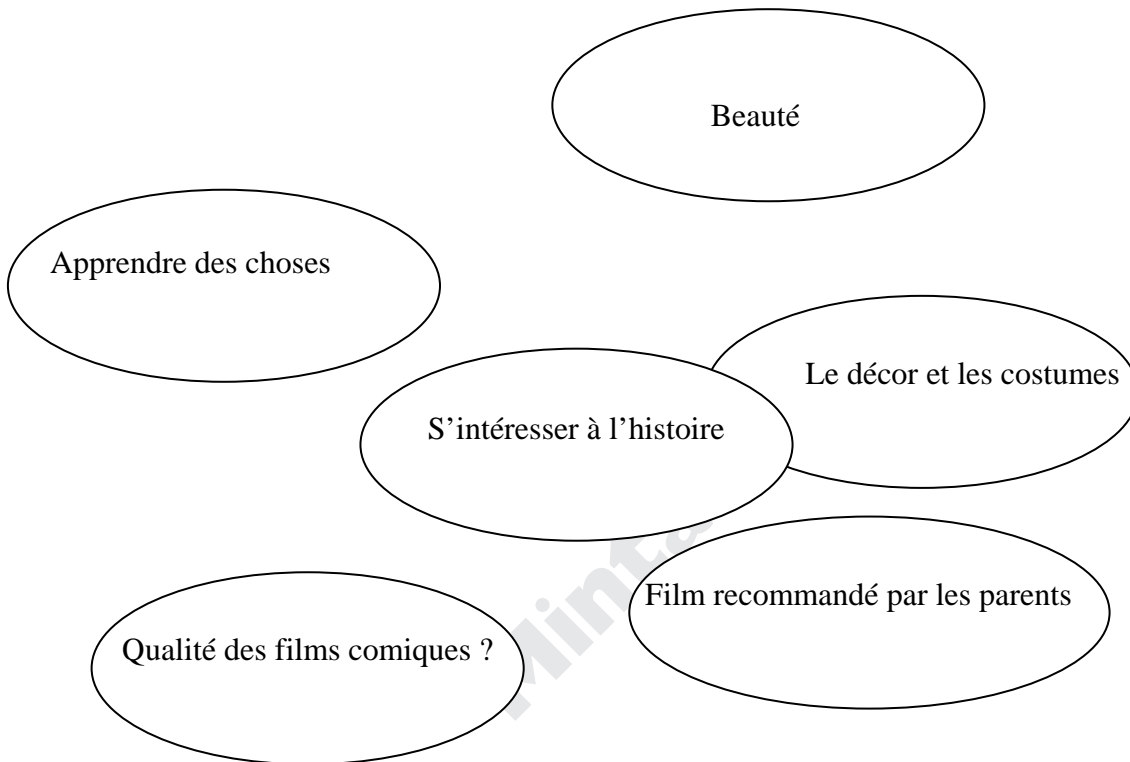 Beauté
Apprendre des choses
Le décor et les costumes
S’intéresser à l’histoire
Film recommandé par les parents
Qualité des films comiques ?